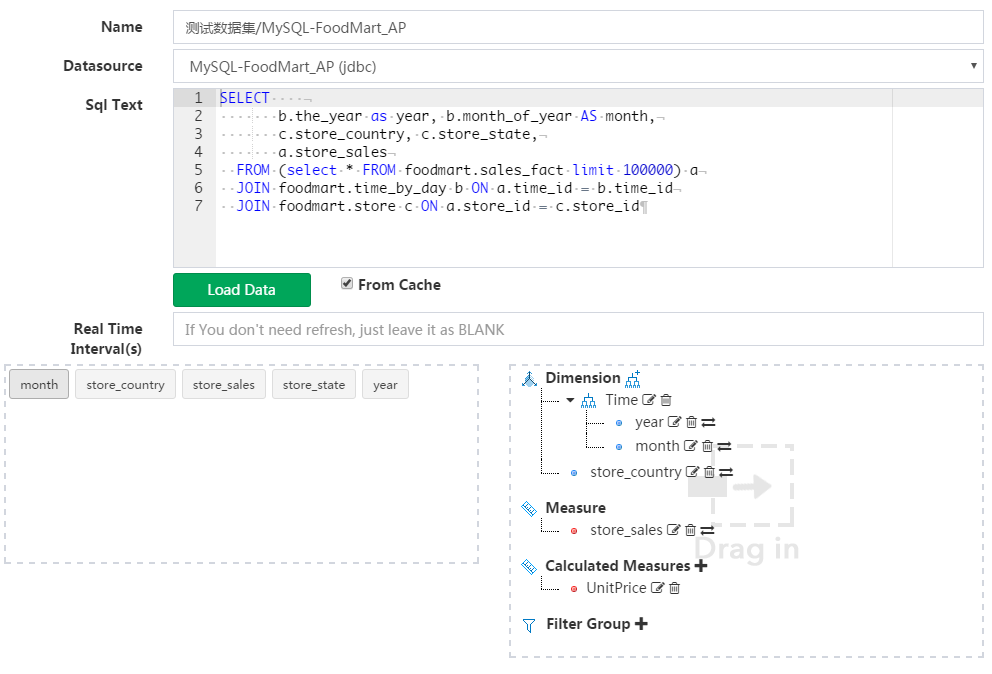 Name
测试数据集/MySQL-FoodMart_AP
Datasource
MySQL-FoodMart_AP (jdbc)
Sql Text
1 SELECT
2 b.the_year as year, b.month_of_year AS month,
3 c.store_country, c.store_state,
4 a.store_sales
5 FROM (select * FROM foodmart.sales_fact limit 100000) a
6 JOIN foodmart.time_by_day b ON a.time_id = b.time_id
7 JOIN foodmart.store c ON a.store_id = c.store_id
Load Data
From Cache
Real Time
Interval(s)
If You don't need refresh, just leave it as BLANK
month store_country store_sales store_state year
Dimension
Time
year
month
store_country
Measure
store_sales
Drag in
Calculated Measures
UnitPrice
Filter Group